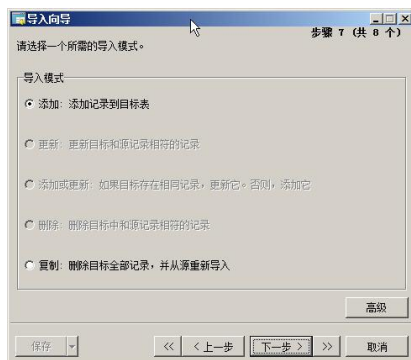 导入向导
步骤 7 (共 8 个)
请选择一个所需的导入模式。
导入模式
添加: 添加记录到目标表
更新: 更新目标和源记录相符的记录
添加或更新: 如果目标存在相同记录，更新它。否则，添加它
删除: 删除目标中和源记录相符的记录
复制: 删除目标全部记录，并从源重新导入
高级
保存 << < 上一步 下一步 > >> 取消